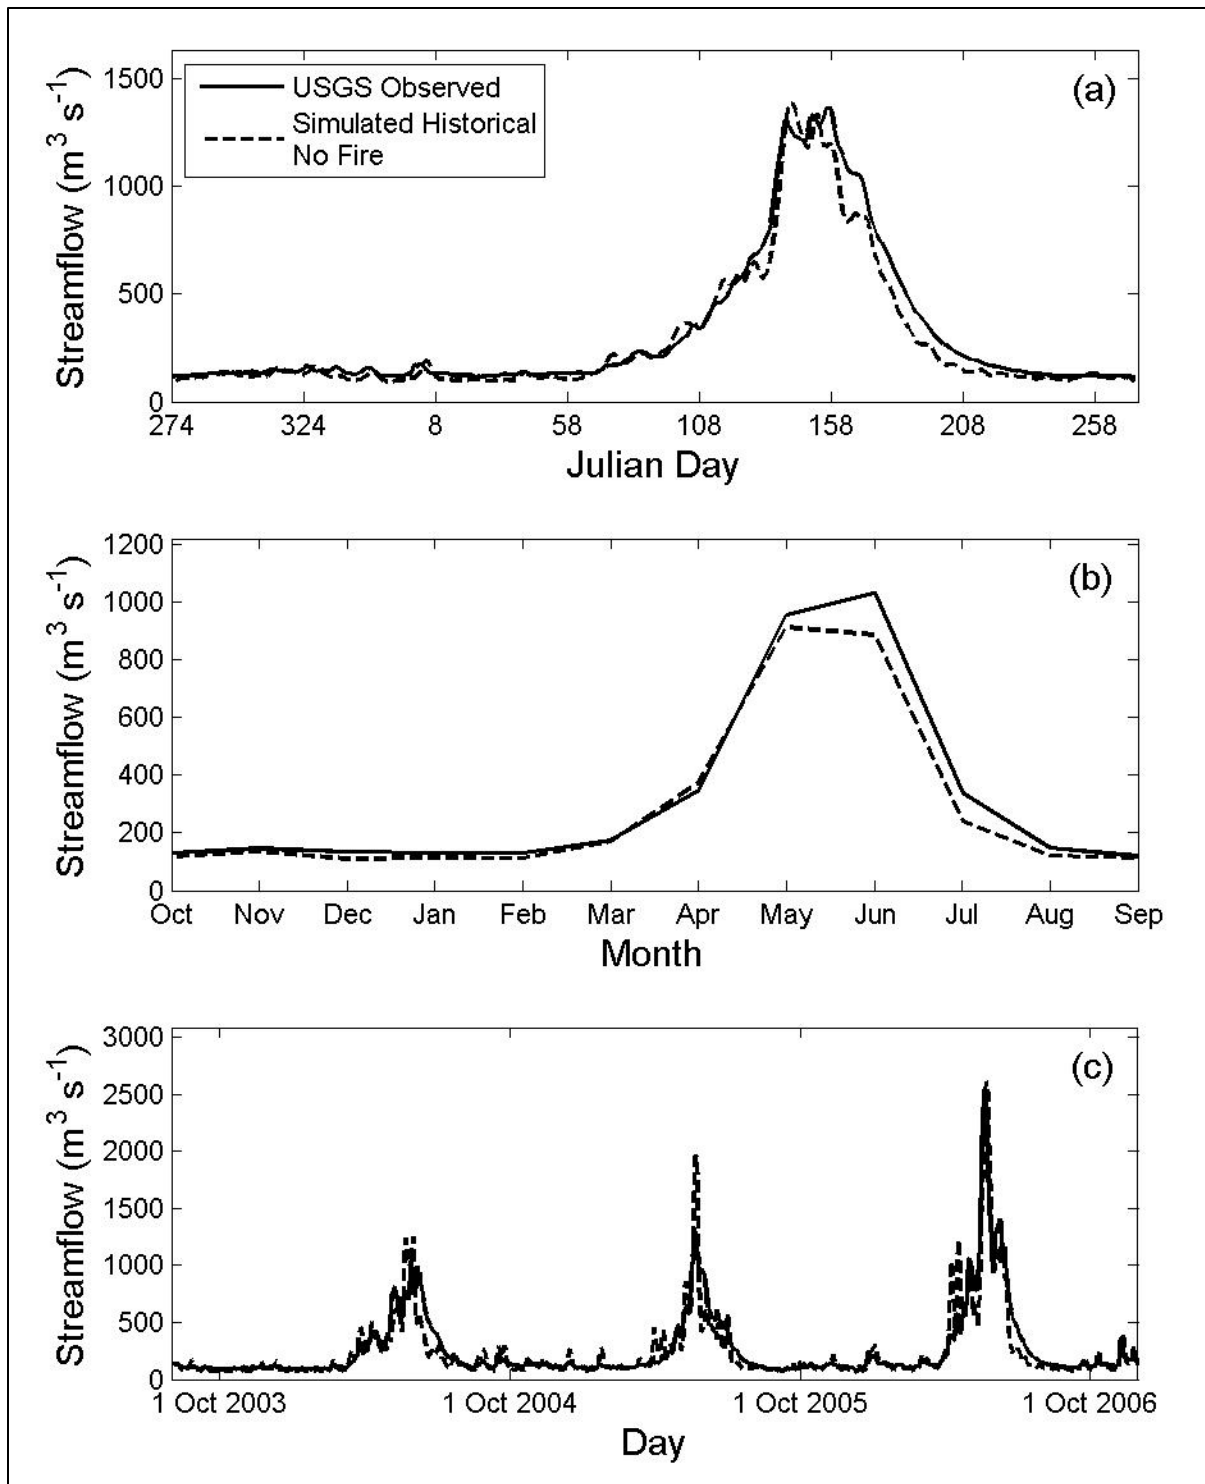 (a)
USGS Observed
Simulated Historical
No Fire
Streamflow (m³ s⁻¹)
1500
1000
500
0
274 324 8 58 108 158 208 258
Julian Day
(b)
Streamflow (m³ s⁻¹)
1200
1000
800
600
400
200
0
Oct Nov Dec Jan Feb Mar Apr May Jun Jul Aug Sep
Month
(c)
Streamflow (m³ s⁻¹)
3000
2500
2000
1500
1000
500
0
1 Oct 2003 1 Oct 2004 1 Oct 2005 1 Oct 2006
Day